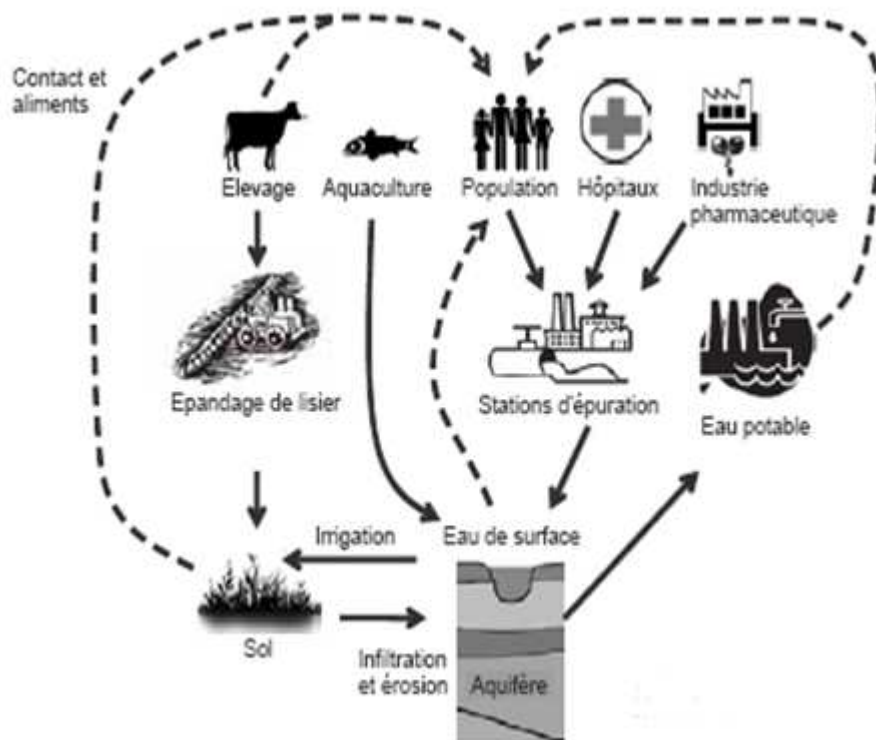 Contact et
aliments
Elevage
Aquaculture
Population
Hôpitaux
Industrie
pharmaceutique
Epandage de lisier
Stations d'épuration
Eau potable
Irrigation
Eau de surface
Sol
Infiltration
et érosion
Aquifère